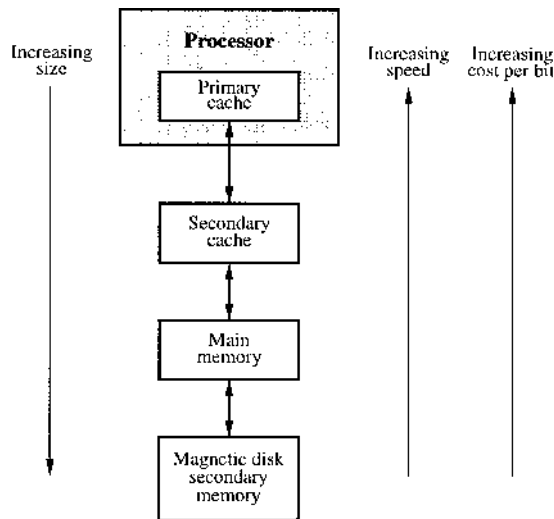 Increasing
size
Processor
Primary
cache
Increasing
speed
Increasing
cost per bit
Secondary
cache
Main
memory
Magnetic disk
secondary
memory